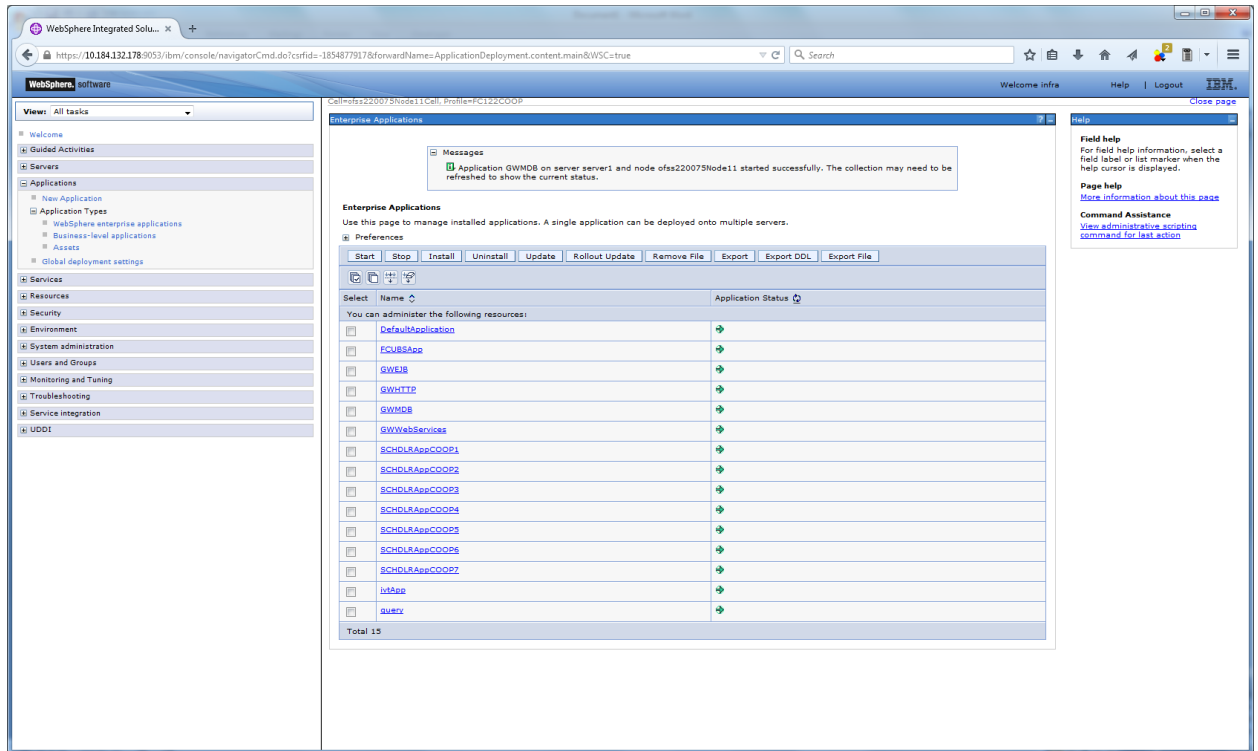 WebSphere Integrated Solu... × +
https://10.184.132.178:9053/ibm/console/navigatorCmd.do?csrfid=-1854877917&forwardName=ApplicationDeployment.content.main&WSC=true
Search
2
WebSphere. software
Welcome infra
Help | Logout
IBM.
View: All tasks
Welcome
Guided Activities
Servers
Applications
New Application
Application Types
WebSphere enterprise applications
Business-level applications
Assets
Global deployment settings
Services
Resources
Security
Environment
System administration
Users and Groups
Monitoring and Tuning
Troubleshooting
Service integration
UDDI
Cell=ofss220075Node11Cell, Profile=FC122COOP
Close page
Enterprise Applications
Messages
Application GWMDB on server server1 and node ofss220075Node11 started successfully. The collection may need to be
refreshed to show the current status.
Enterprise Applications
Use this page to manage installed applications. A single application can be deployed onto multiple servers.
Preferences
Start Stop Install Uninstall Update Rollout Update Remove File Export Export DDL Export File
Select Name Application Status
You can administer the following resources:
DefaultApplication
FCUBSApp
GWEJB
GWHTTP
GWMDB
GWWebServices
SCHDLRAppCOOP1
SCHDLRAppCOOP2
SCHDLRAppCOOP3
SCHDLRAppCOOP4
SCHDLRAppCOOP5
SCHDLRAppCOOP6
SCHDLRAppCOOP7
ivtApp
query
Total 15
Help
Field help
For field help information, select a
field label or list marker when the
help cursor is displayed.
Page help
More information about this page
Command Assistance
View administrative scripting
command for last action